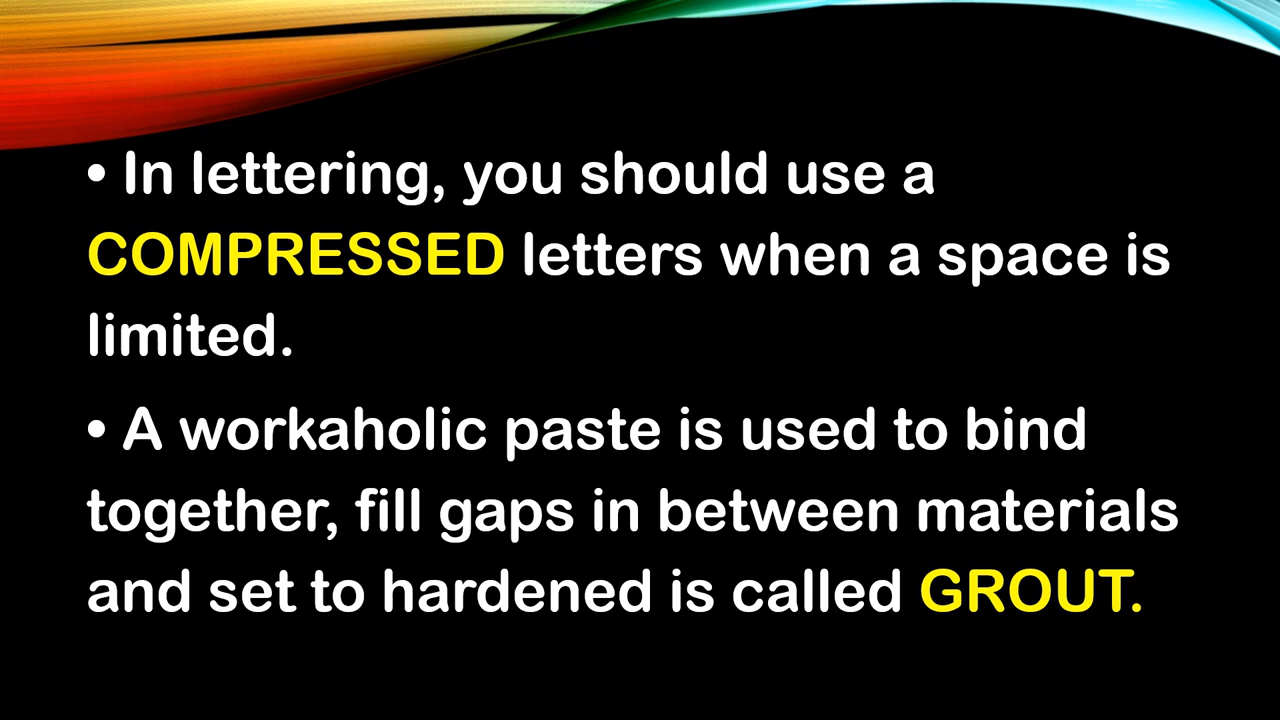 • In lettering, you should use a
COMPRESSED letters when a space is
limited.
• A workaholic paste is used to bind
together, fill gaps in between materials
and set to hardened is called GROUT.